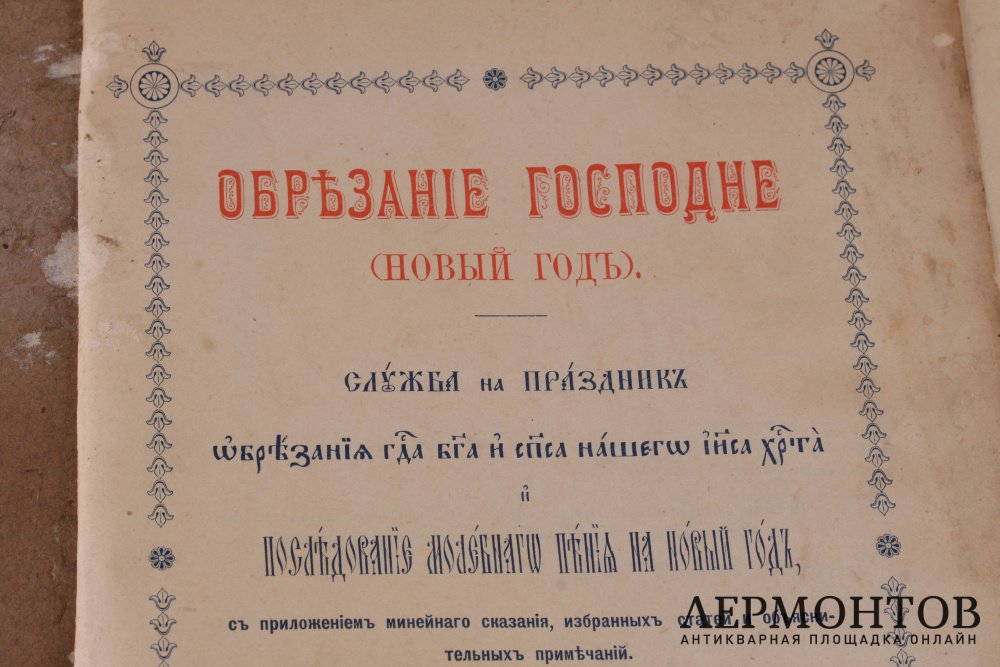 ОБРѢЗАНІЕ ГОСПОДНЕ
(НОВЫЙ ГОДЪ).
СЛꙊ́ЖБА на ПРА́ЗДНИКЪ
ѡ҆брѣ́занїѧ гдⷭ҇а бг҃а и҆ сп҃са на́шегѡ і҆и҃са хрⷭ҇та̀
и҆
ПОСЛѢ́ДОВАНЇЕ МОЛЕ́БНАГѠ ПѢ́НЇѦ НА НО́ВЫЙ ГО́ДЪ,
съ приложеніемъ минейнаго сказанія, избранныхъ статей и объясни-
тельныхъ примѣчаній.
ЛЕРМОНТОВ
АНТИКВАРНАЯ ПЛОЩАДКА ОНЛАЙН